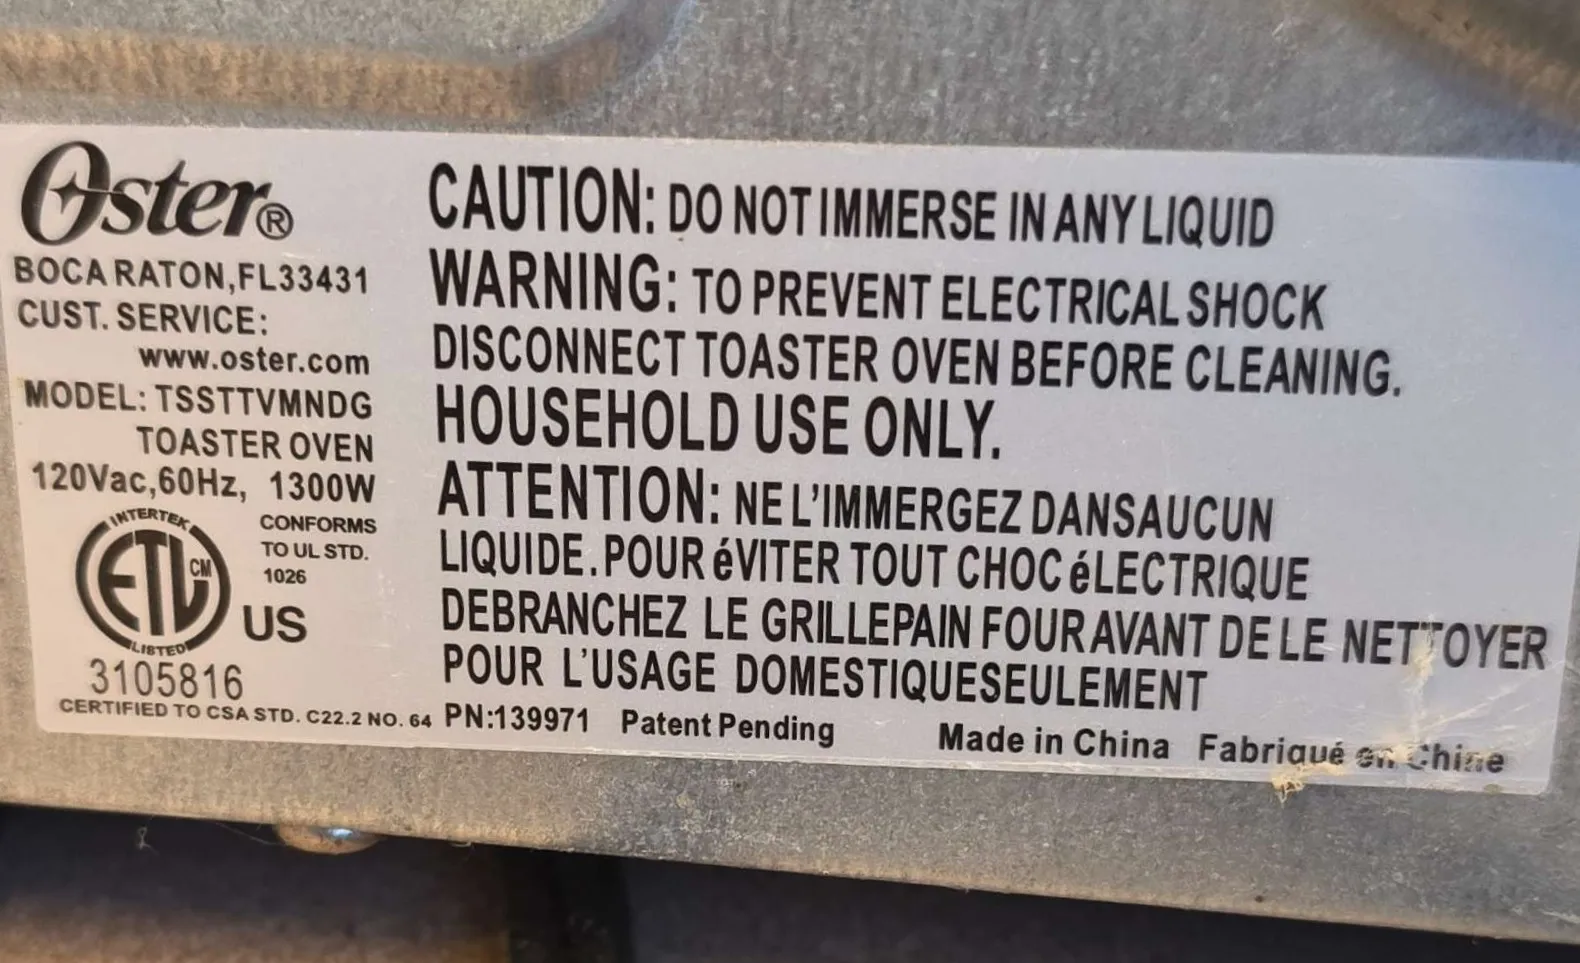 Oster®
BOCA RATON,FL33431
CUST. SERVICE:
www.oster.com
MODEL: TSSTTVMNDG
TOASTER OVEN
120Vac,60Hz, 1300W
INTERTEK
ETL CM
LISTED
US
CONFORMS
TO UL STD.
1026
3105816
CERTIFIED TO CSA STD. C22.2 NO. 64
CAUTION: DO NOT IMMERSE IN ANY LIQUID
WARNING: TO PREVENT ELECTRICAL SHOCK
DISCONNECT TOASTER OVEN BEFORE CLEANING.
HOUSEHOLD USE ONLY.
ATTENTION: NE L'IMMERGEZ DANSAUCUN
LIQUIDE. POUR éVITER TOUT CHOC éLECTRIQUE
DEBRANCHEZ LE GRILLEPAIN FOUR AVANT DE LE NETTOYER
POUR L'USAGE DOMESTIQUESEULEMENT
PN:139971 Patent Pending Made in China Fabriqué en Chine